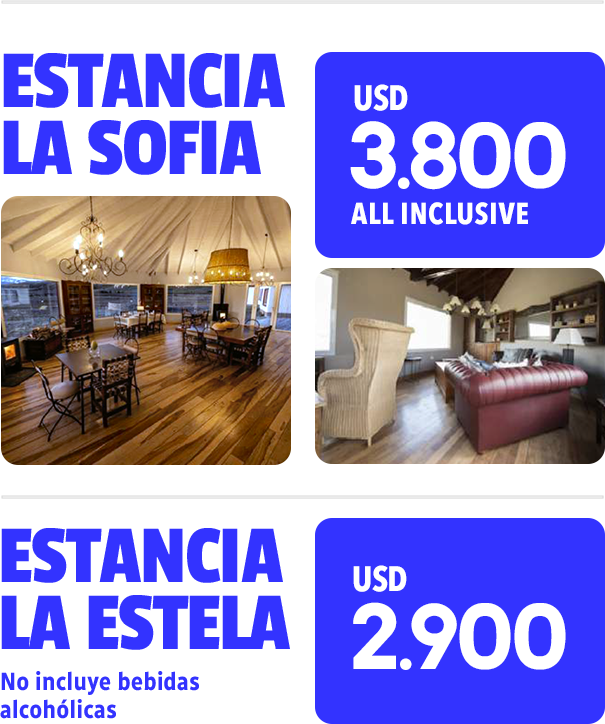 ESTANCIA
LA SOFIA
USD
3.800
ALL INCLUSIVE
ESTANCIA
LA ESTELA
No incluye bebidas
alcohólicas
USD
2.900